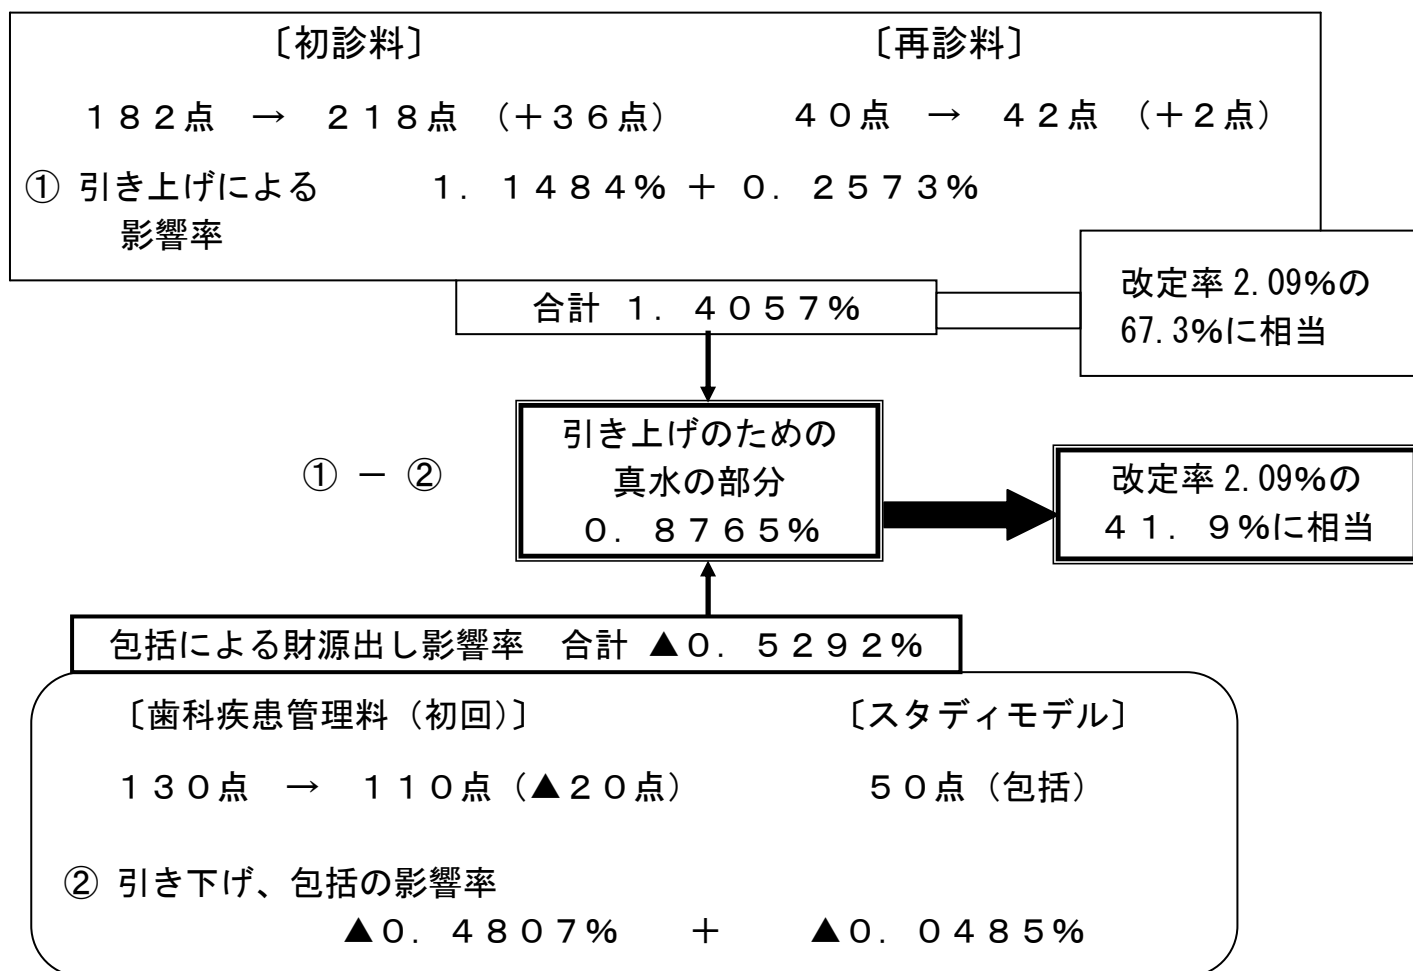 〔初診料〕 〔再診料〕
１８２点 → ２１８点 （＋３６点） ４０点 → ４２点 （＋２点）
① 引き上げによる １．１４８４％ ＋ ０．２５７３％
影響率
合計 １．４０５７％
改定率 2.09％の
67.3％に相当
① － ②
引き上げのための
真水の部分
０．８７６５％
改定率 2.09％の
４１．９％に相当
包括による財源出し影響率 合計 ▲０．５２９２％
〔歯科疾患管理料（初回）〕 〔スタディモデル〕
１３０点 → １１０点（▲２０点） ５０点（包括）
② 引き下げ、包括の影響率
▲０．４８０７％ ＋ ▲０．０４８５％